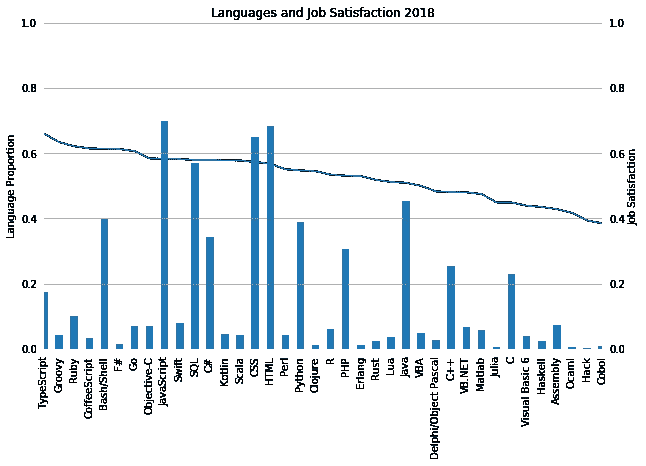 Languages and Job Satisfaction 2018
1.0 1.0
0.8 0.8
0.6 0.6
0.4 0.4
0.2 0.2
0.0 0.0
Language Proportion
Job Satisfaction
TypeScript
Groovy
Ruby
CoffeeScript
Bash/Shell
F#
Go
Objective-C
JavaScript
Swift
SQL
C#
Kotlin
Scala
CSS
HTML
Perl
Python
Clojure
R
PHP
Erlang
Rust
Lua
Java
VBA
Delphi/Object Pascal
C++
VB.NET
Matlab
Julia
C
Visual Basic 6
Haskell
Assembly
Ocaml
Hack
Cobol